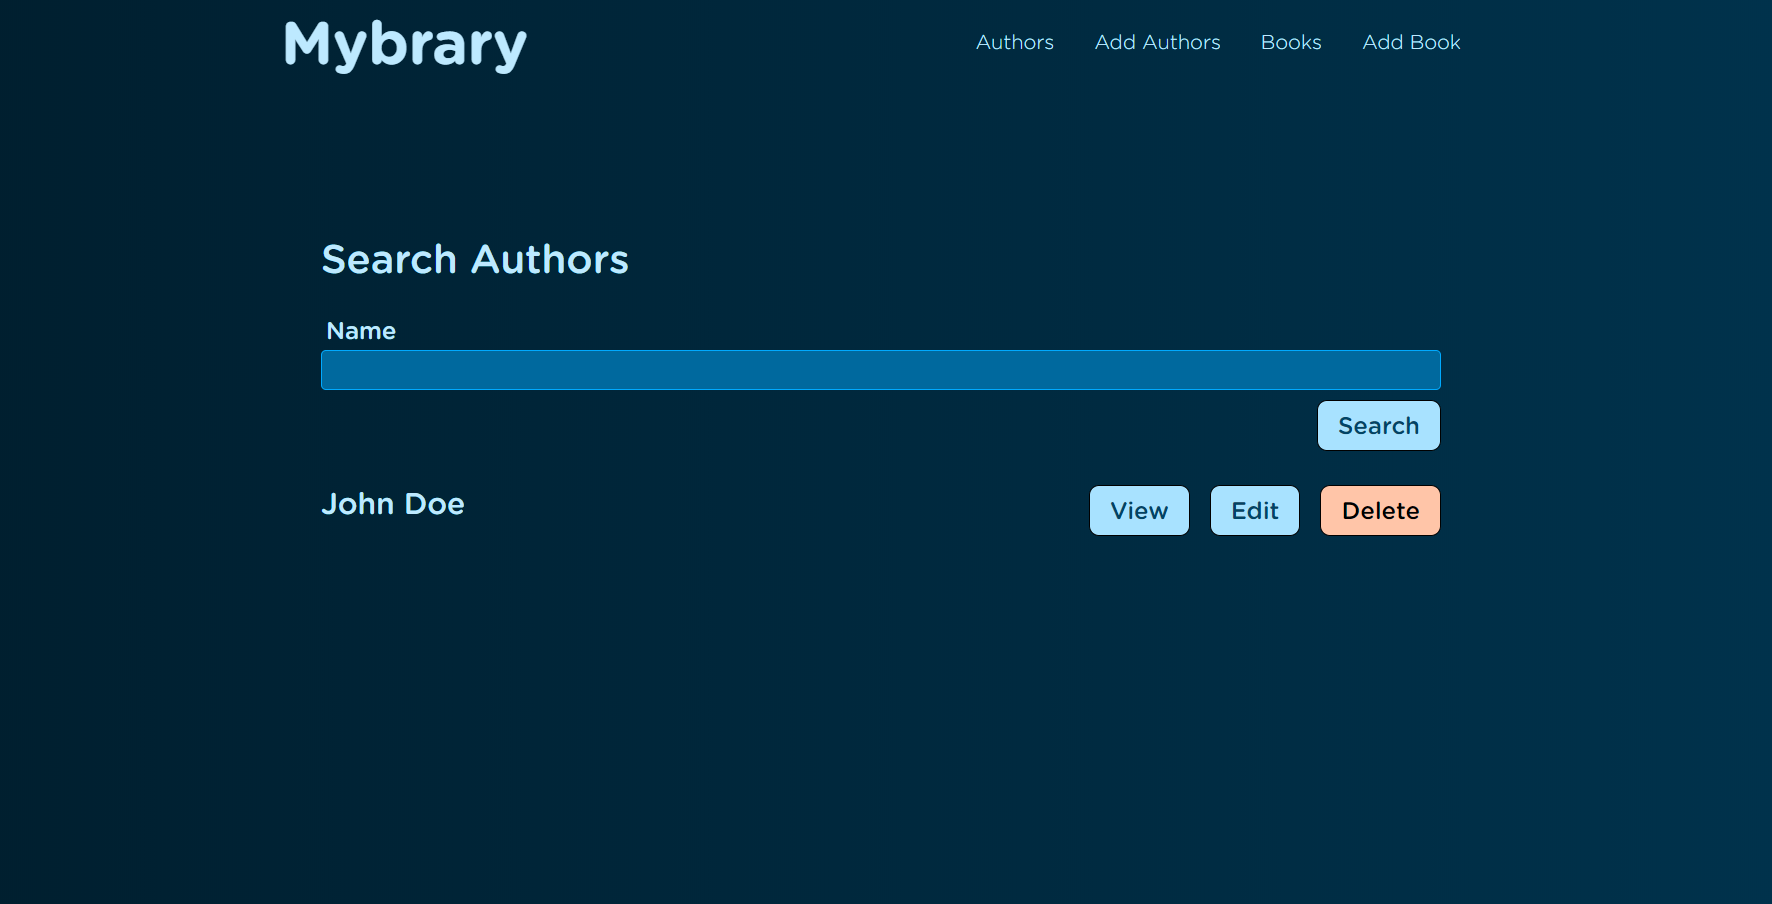 Mybrary
Authors Add Authors Books Add Book
Search Authors
Name
Search
John Doe
View Edit Delete